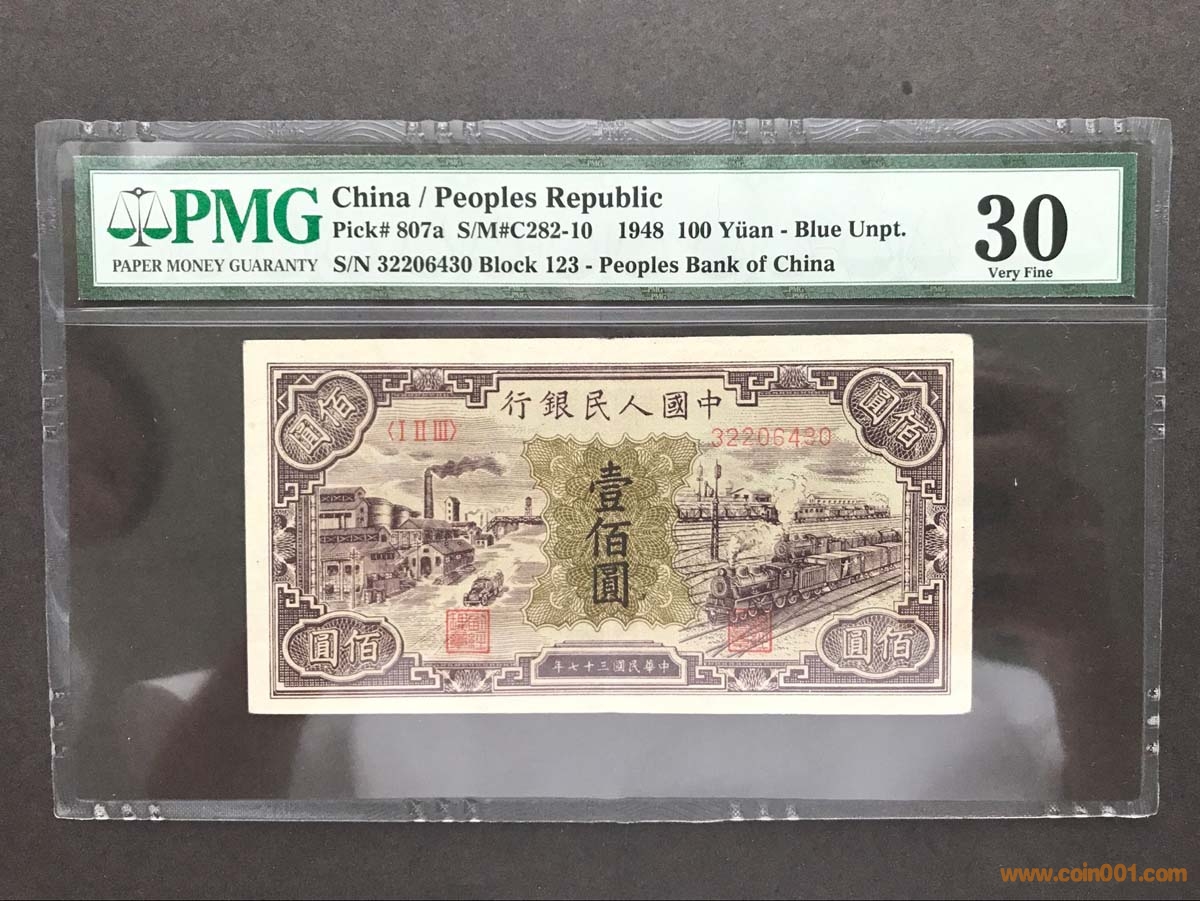 PMG
PAPER MONEY GUARANTY
China / Peoples Republic
Pick# 807a S/M#C282-10 1948 100 Yüan - Blue Unpt.
S/N 32206430 Block 123 - Peoples Bank of China
30
Very Fine
行銀民人國中
〈I II III〉
32206430
圓佰
圓佰
壹佰圓
圓佰
圓佰
年七十三國民華中
www.coin001.com